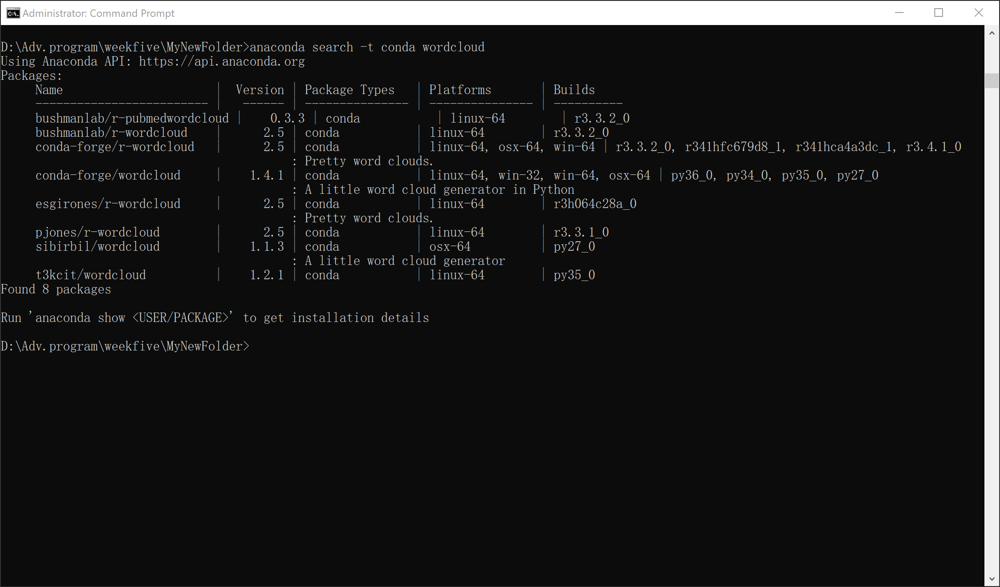 Administrator: Command Prompt
D:\Adv.program\weekfive\MyNewFolder>anaconda search -t conda wordcloud
Using Anaconda API: https://api.anaconda.org
Packages:
     Name                      |  Version | Package Types   | Platforms       | Builds
     ------------------------- |   ------ | --------------- | --------------- | ----------
     bushmanlab/r-pubmedwordcloud |    0.3.3 | conda           | linux-64        | r3.3.2_0
     bushmanlab/r-wordcloud    |      2.5 | conda           | linux-64        | r3.3.2_0
     conda-forge/r-wordcloud   |      2.5 | conda           | linux-64, osx-64, win-64 | r3.3.2_0, r341hfc679d8_1, r341hca4a3dc_1, r3.4.1_0
                                          : Pretty word clouds.
     conda-forge/wordcloud     |    1.4.1 | conda           | linux-64, win-32, win-64, osx-64 | py36_0, py34_0, py35_0, py27_0
                                          : A little word cloud generator in Python
     esgirones/r-wordcloud     |      2.5 | conda           | linux-64        | r3h064c28a_0
                                          : Pretty word clouds.
     pjones/r-wordcloud        |      2.5 | conda           | linux-64        | r3.3.1_0
     sibirbil/wordcloud        |    1.1.3 | conda           | osx-64          | py27_0
                                          : A little word cloud generator
     t3kcit/wordcloud          |    1.2.1 | conda           | linux-64        | py35_0
Found 8 packages
Run 'anaconda show <USER/PACKAGE>' to get installation details
D:\Adv.program\weekfive\MyNewFolder>